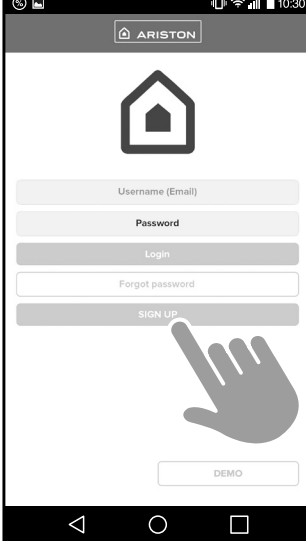 10:30
ARISTON
Username (Email)
Password
Login
Forgot password
SIGN UP
DEMO